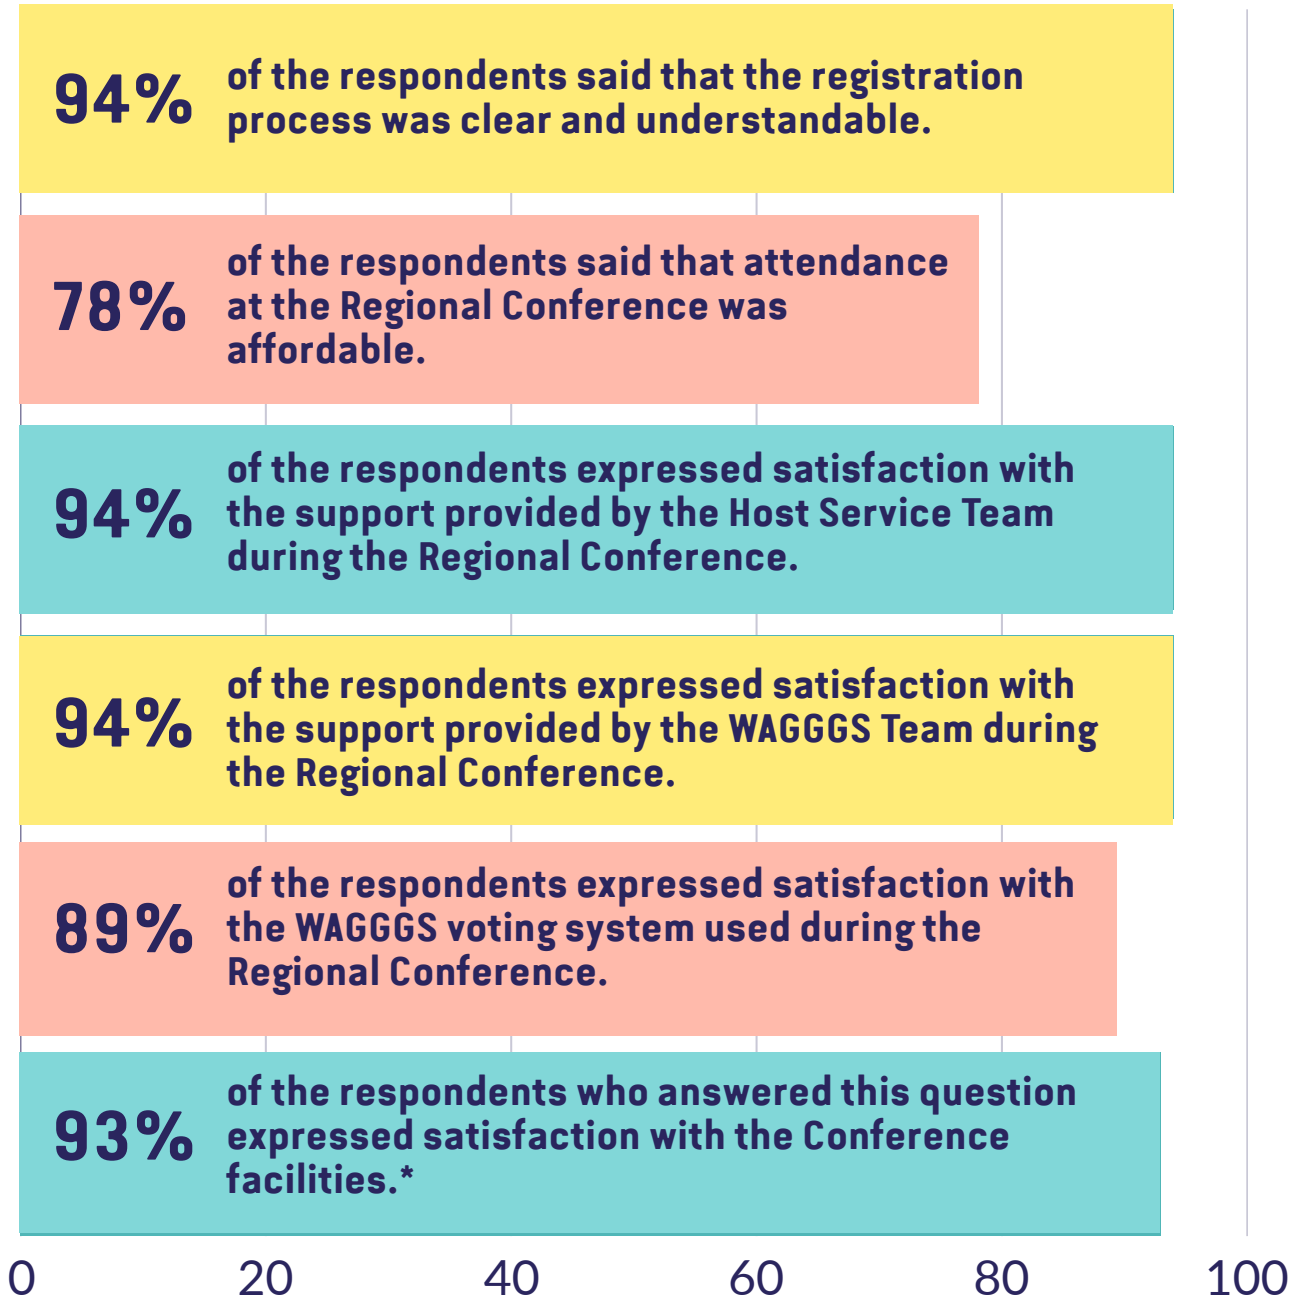 94%
of the respondents said that the registration
process was clear and understandable.
78%
of the respondents said that attendance
at the Regional Conference was
affordable.
94%
of the respondents expressed satisfaction with
the support provided by the Host Service Team
during the Regional Conference.
94%
of the respondents expressed satisfaction with
the support provided by the WAGGGS Team during
the Regional Conference.
89%
of the respondents expressed satisfaction with
the WAGGGS voting system used during the
Regional Conference.
93%
of the respondents who answered this question
expressed satisfaction with the Conference
facilities.*
0 20 40 60 80 100